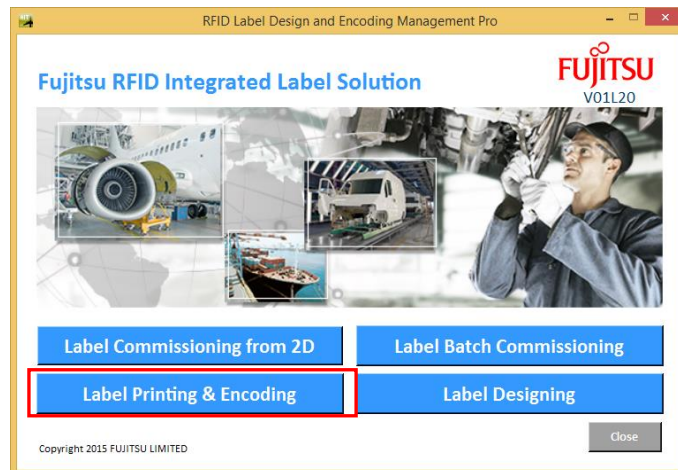 RFID Label Design and Encoding Management Pro
FUJITSU
Fujitsu RFID Integrated Label Solution
V01L20
Label Commissioning from 2D
Label Batch Commissioning
Label Printing & Encoding
Label Designing
Close
Copyright 2015 FUJITSU LIMITED